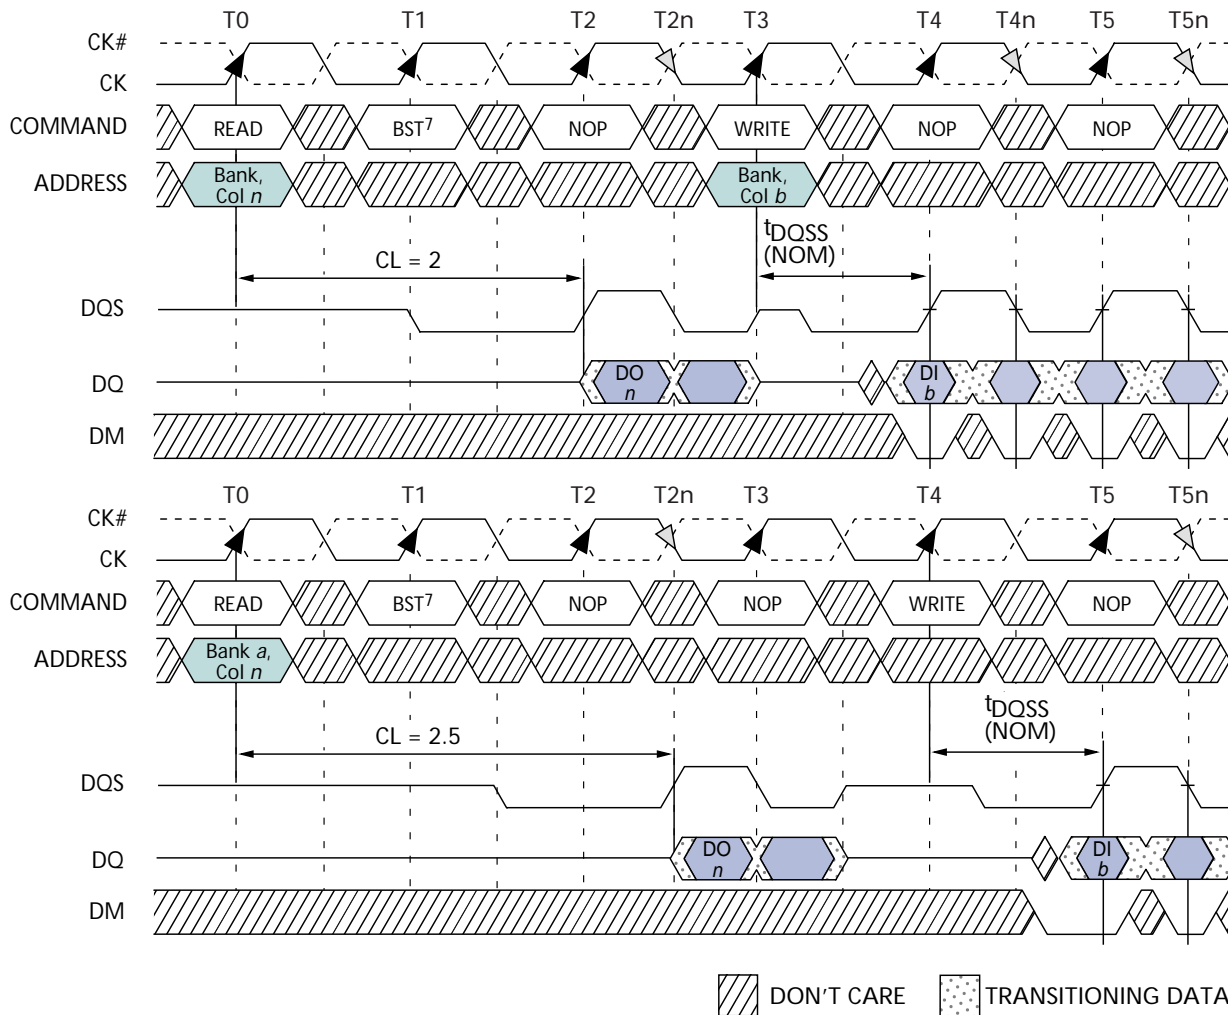 T0 T1 T2 T2n T3 T4 T4n T5 T5n
CK#
CK
COMMAND READ BST7 NOP WRITE NOP NOP
ADDRESS Bank, Col n Bank, Col b
tDQSS
(NOM)
CL = 2
DQS
DQ DO n DI b
DM
T0 T1 T2 T2n T3 T4 T5 T5n
CK#
CK
COMMAND READ BST7 NOP NOP WRITE NOP
ADDRESS Bank a, Col n
tDQSS
(NOM)
CL = 2.5
DQS
DQ DO n DI b
DM
DON'T CARE TRANSITIONING DATA